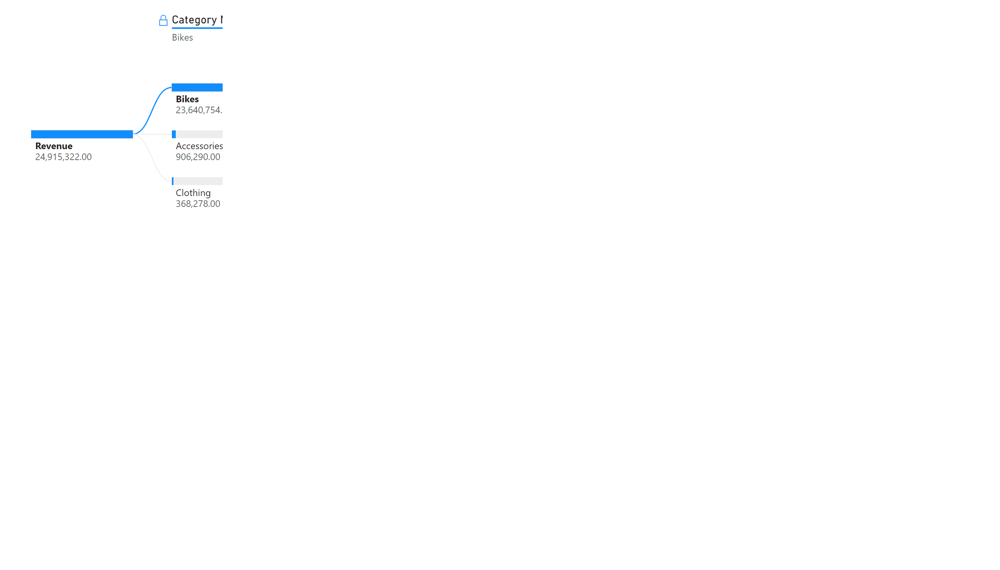 Category
Bikes
Bikes
23,640,754.
Revenue
24,915,322.00
Accessories
906,290.00
Clothing
368,278.00